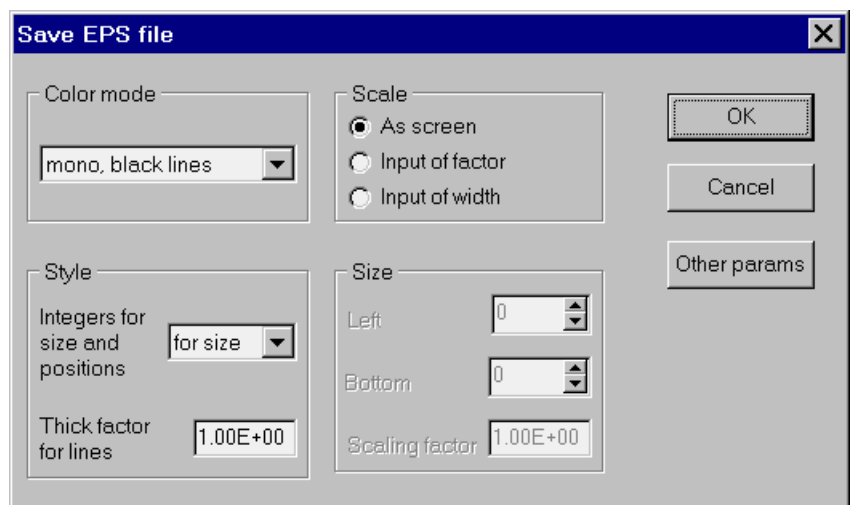 Save EPS file
Color mode
mono, black lines
Scale
As screen
Input of factor
Input of width
OK
Cancel
Other params
Style
Integers for
size and
positions
for size
Thick factor
for lines
1.00E+00
Size
Left
0
Bottom
0
Scaling factor
1.00E+00